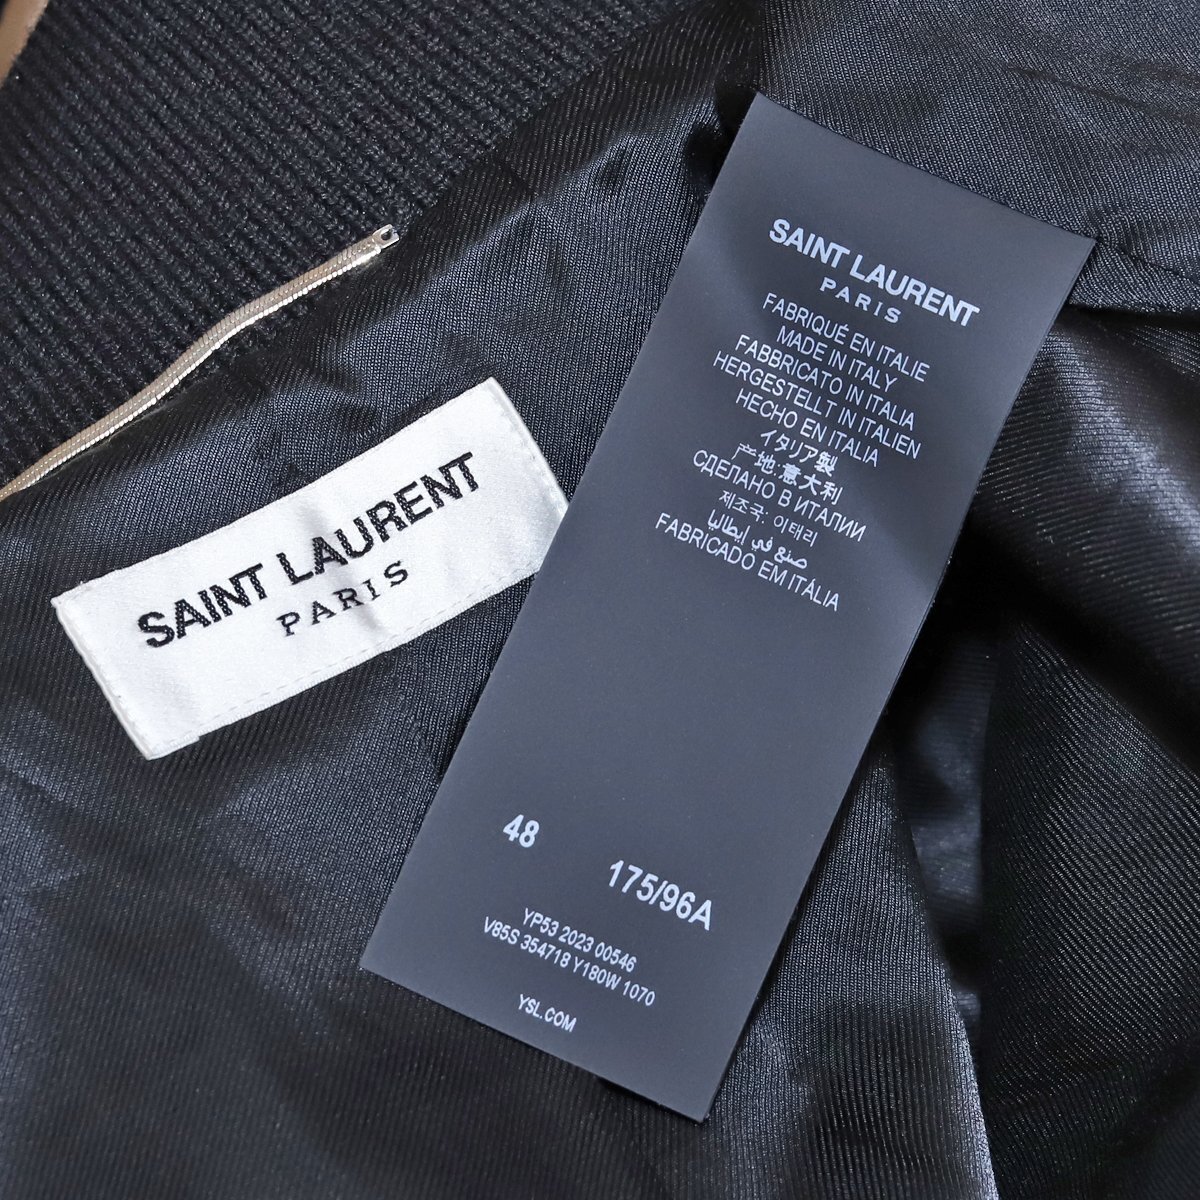 SAINT LAURENT
PARIS
SAINT LAURENT
PARIS
FABRIQUÉ EN ITALIE
MADE IN ITALY
FABBRICATO IN ITALIA
HERGESTELLT IN ITALIEN
HECHO EN ITALIA
イタリア製
产地:意大利
СДЕЛАНО В ИТАЛИИ
제조국: 이태리
صنع في إيطاليا
FABRICADO EM ITÁLIA
48
175/96A
YP53 2023 00546
V85S 354718 Y180W 1070
YSL.COM